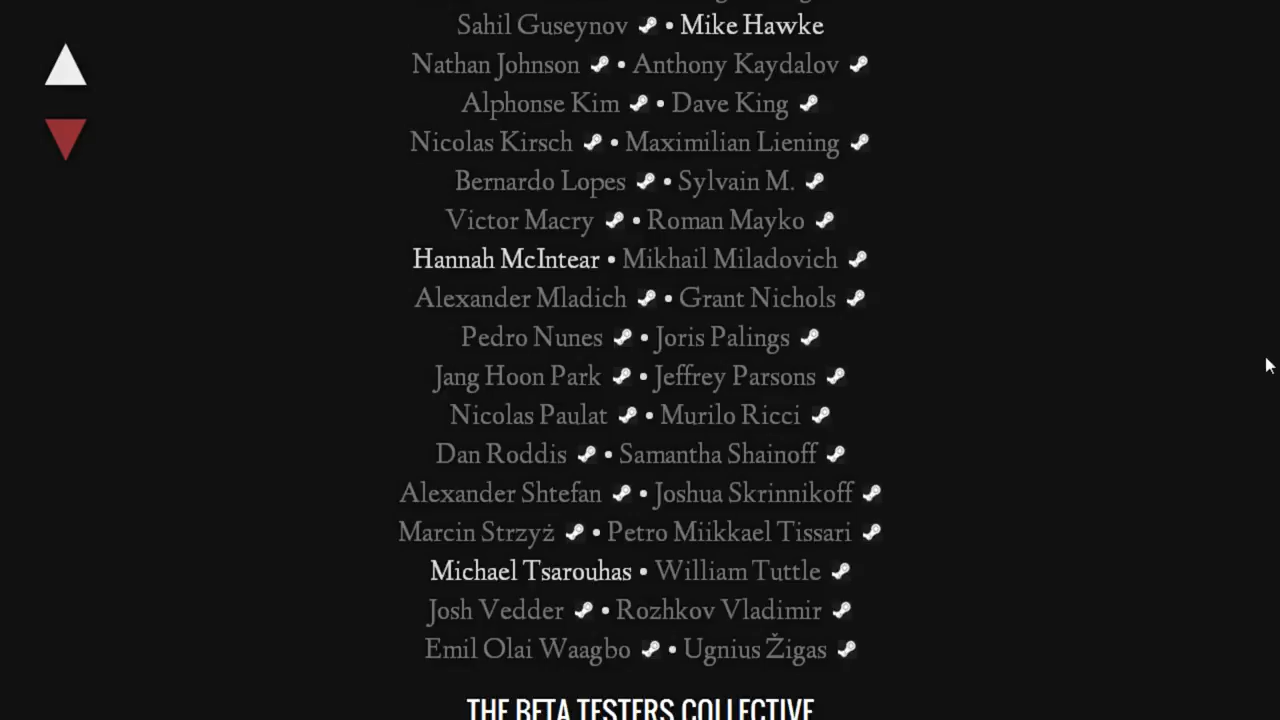 Sahil Guseynov • Mike Hawke
Nathan Johnson • Anthony Kaydalov
Alphonse Kim • Dave King
Nicolas Kirsch • Maximilian Liening
Bernardo Lopes • Sylvain M.
Victor Macry • Roman Mayko
Hannah McIntear • Mikhail Miladovich
Alexander Mladich • Grant Nichols
Pedro Nunes • Joris Palings
Jang Hoon Park • Jeffrey Parsons
Nicolas Paulat • Murilo Ricci
Dan Roddis • Samantha Shainoff
Alexander Shtefan • Joshua Skrinnikoff
Marcin Strzyż • Petro Miikkael Tissari
Michael Tsarouhas • William Tuttle
Josh Vedder • Rozhkov Vladimir
Emil Olai Waagbo • Ugnius Žigas
THE BETA TESTERS COLLECTIVE